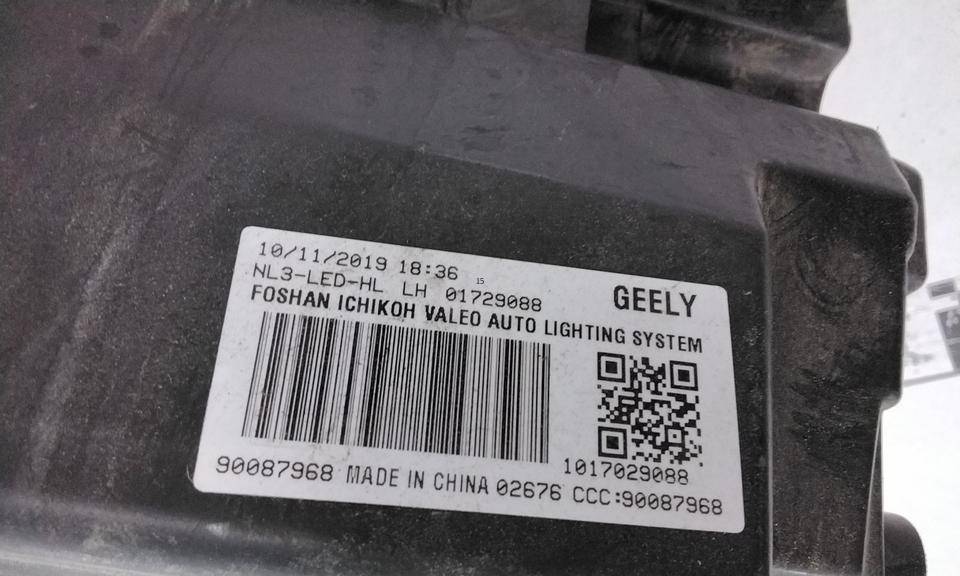 10/11/2019 18:36
NL3-LED-HL LH 01729088
15
GEELY
FOSHAN ICHIKOH VALEO AUTO LIGHTING SYSTEM
1017029088
90087968 MADE IN CHINA 02676 CCC:90087968